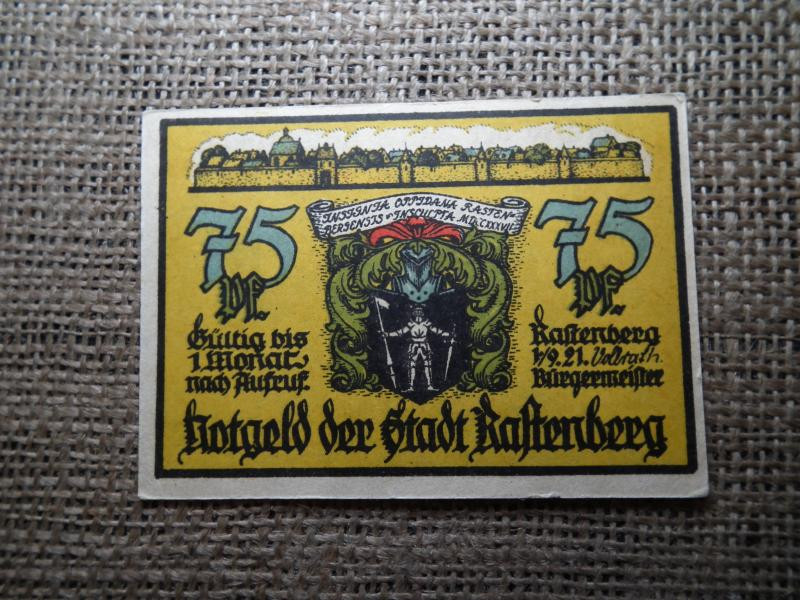 INSIGNIA OPPIDANA RASTEN-
BERGENSIS INSCULPTA MDCXXXVII
75
Pf.
75
Pf.
Gültig bis
1 Monat
nach Aufruf.
Rastenberg
1/9.21. Vollrath.
Bürgermeister
Notgeld der Stadt Rastenberg